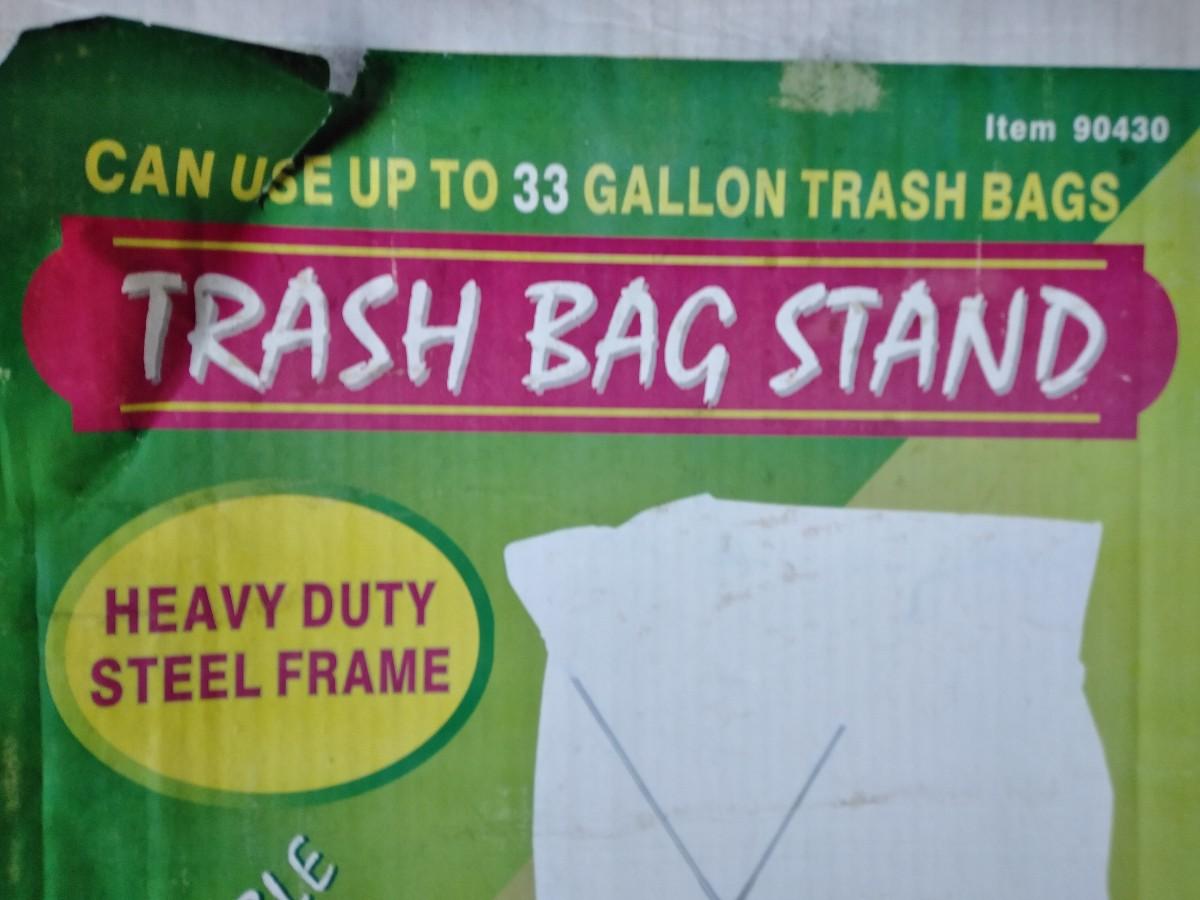 Item 90430
CAN USE UP TO 33 GALLON TRASH BAGS
TRASH BAG STAND
HEAVY DUTY
STEEL FRAME